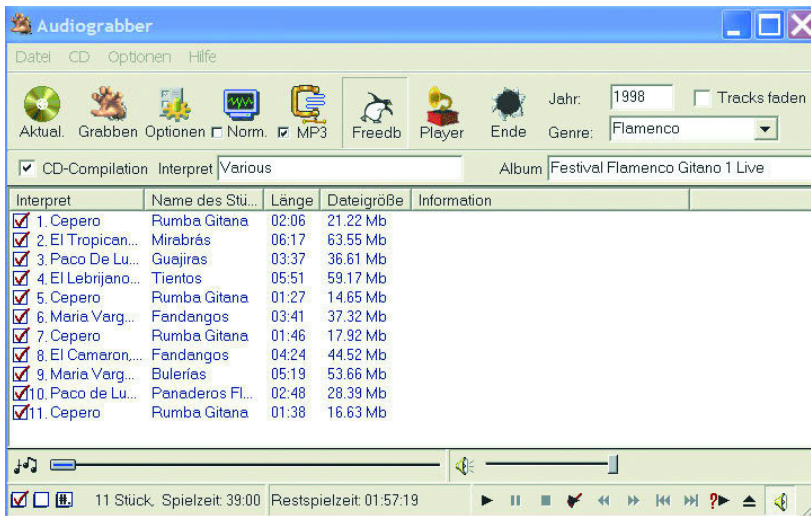 Audiograbber
Datei CD Optionen Hilfe
Jahr: 1998 Tracks faden
Aktual. Grabben Optionen Norm. MP3 Freedb Player Ende Genre: Flamenco
CD-Compilation Interpret Various Album Festival Flamenco Gitano 1 Live
Interpret Name des Stü... Länge Dateigröße Information
1. Cepero Rumba Gitana 02:06 21.22 Mb
2. El Tropican... Mirabrás 06:17 63.55 Mb
3. Paco De Lu... Guajiras 03:37 36.61 Mb
4. El Lebrijano... Tientos 05:51 59.17 Mb
5. Cepero Rumba Gitana 01:27 14.65 Mb
6. Maria Varg... Fandangos 03:41 37.32 Mb
7. Cepero Rumba Gitana 01:46 17.92 Mb
8. El Camaron,... Fandangos 04:24 44.52 Mb
9. Maria Varg... Bulerías 05:19 53.66 Mb
10. Paco de Lu... Panaderos Fl... 02:48 28.39 Mb
11. Cepero Rumba Gitana 01:38 16.63 Mb
#. 11 Stück, Spielzeit: 39:00 Restspielzeit: 01:57:19 ?